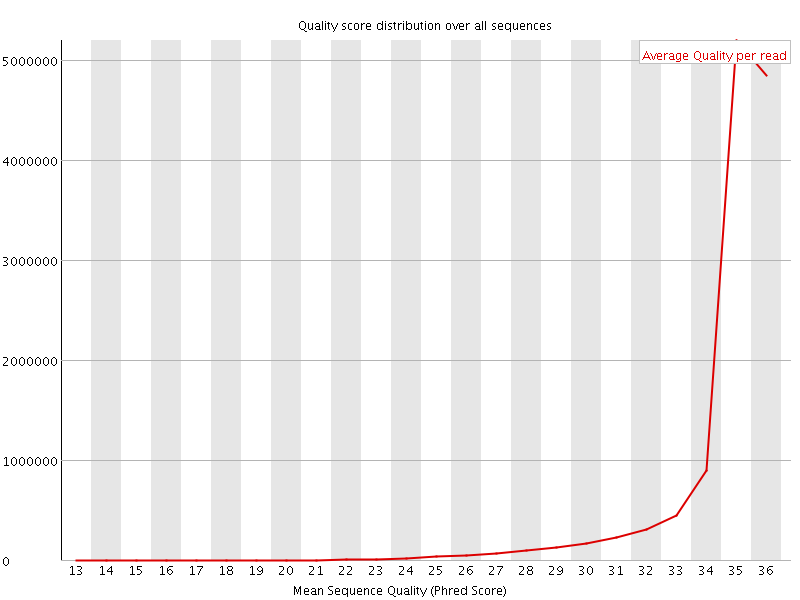 Quality score distribution over all sequences
Average Quality per read
5000000
4000000
3000000
2000000
1000000
0
13 14 15 16 17 18 19 20 21 22 23 24 25 26 27 28 29 30 31 32 33 34 35 36
Mean Sequence Quality (Phred Score)